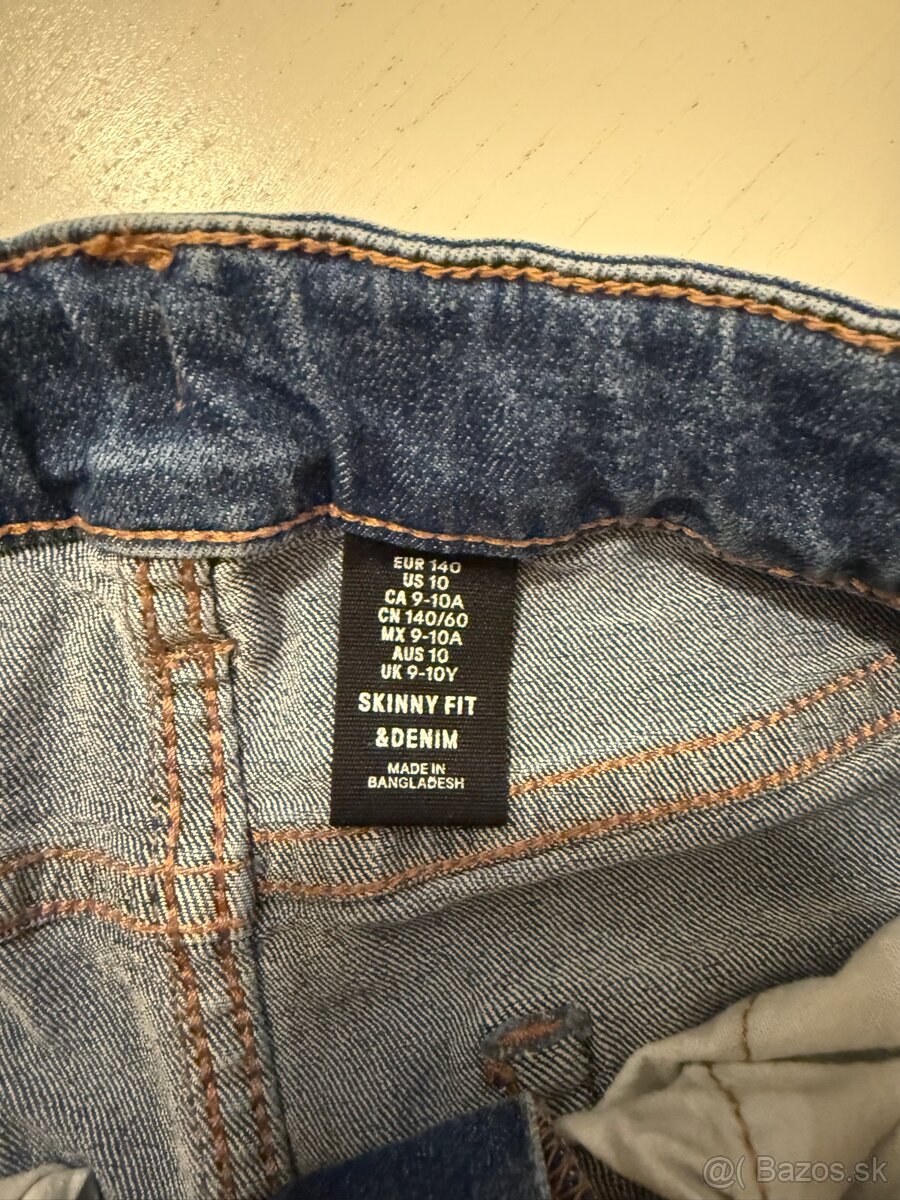 EUR 140
US 10
CA 9-10A
CN 140/60
MX 9-10A
AUS 10
UK 9-10Y
SKINNY FIT
&DENIM
MADE IN
BANGLADESH
@( Bazos.sk